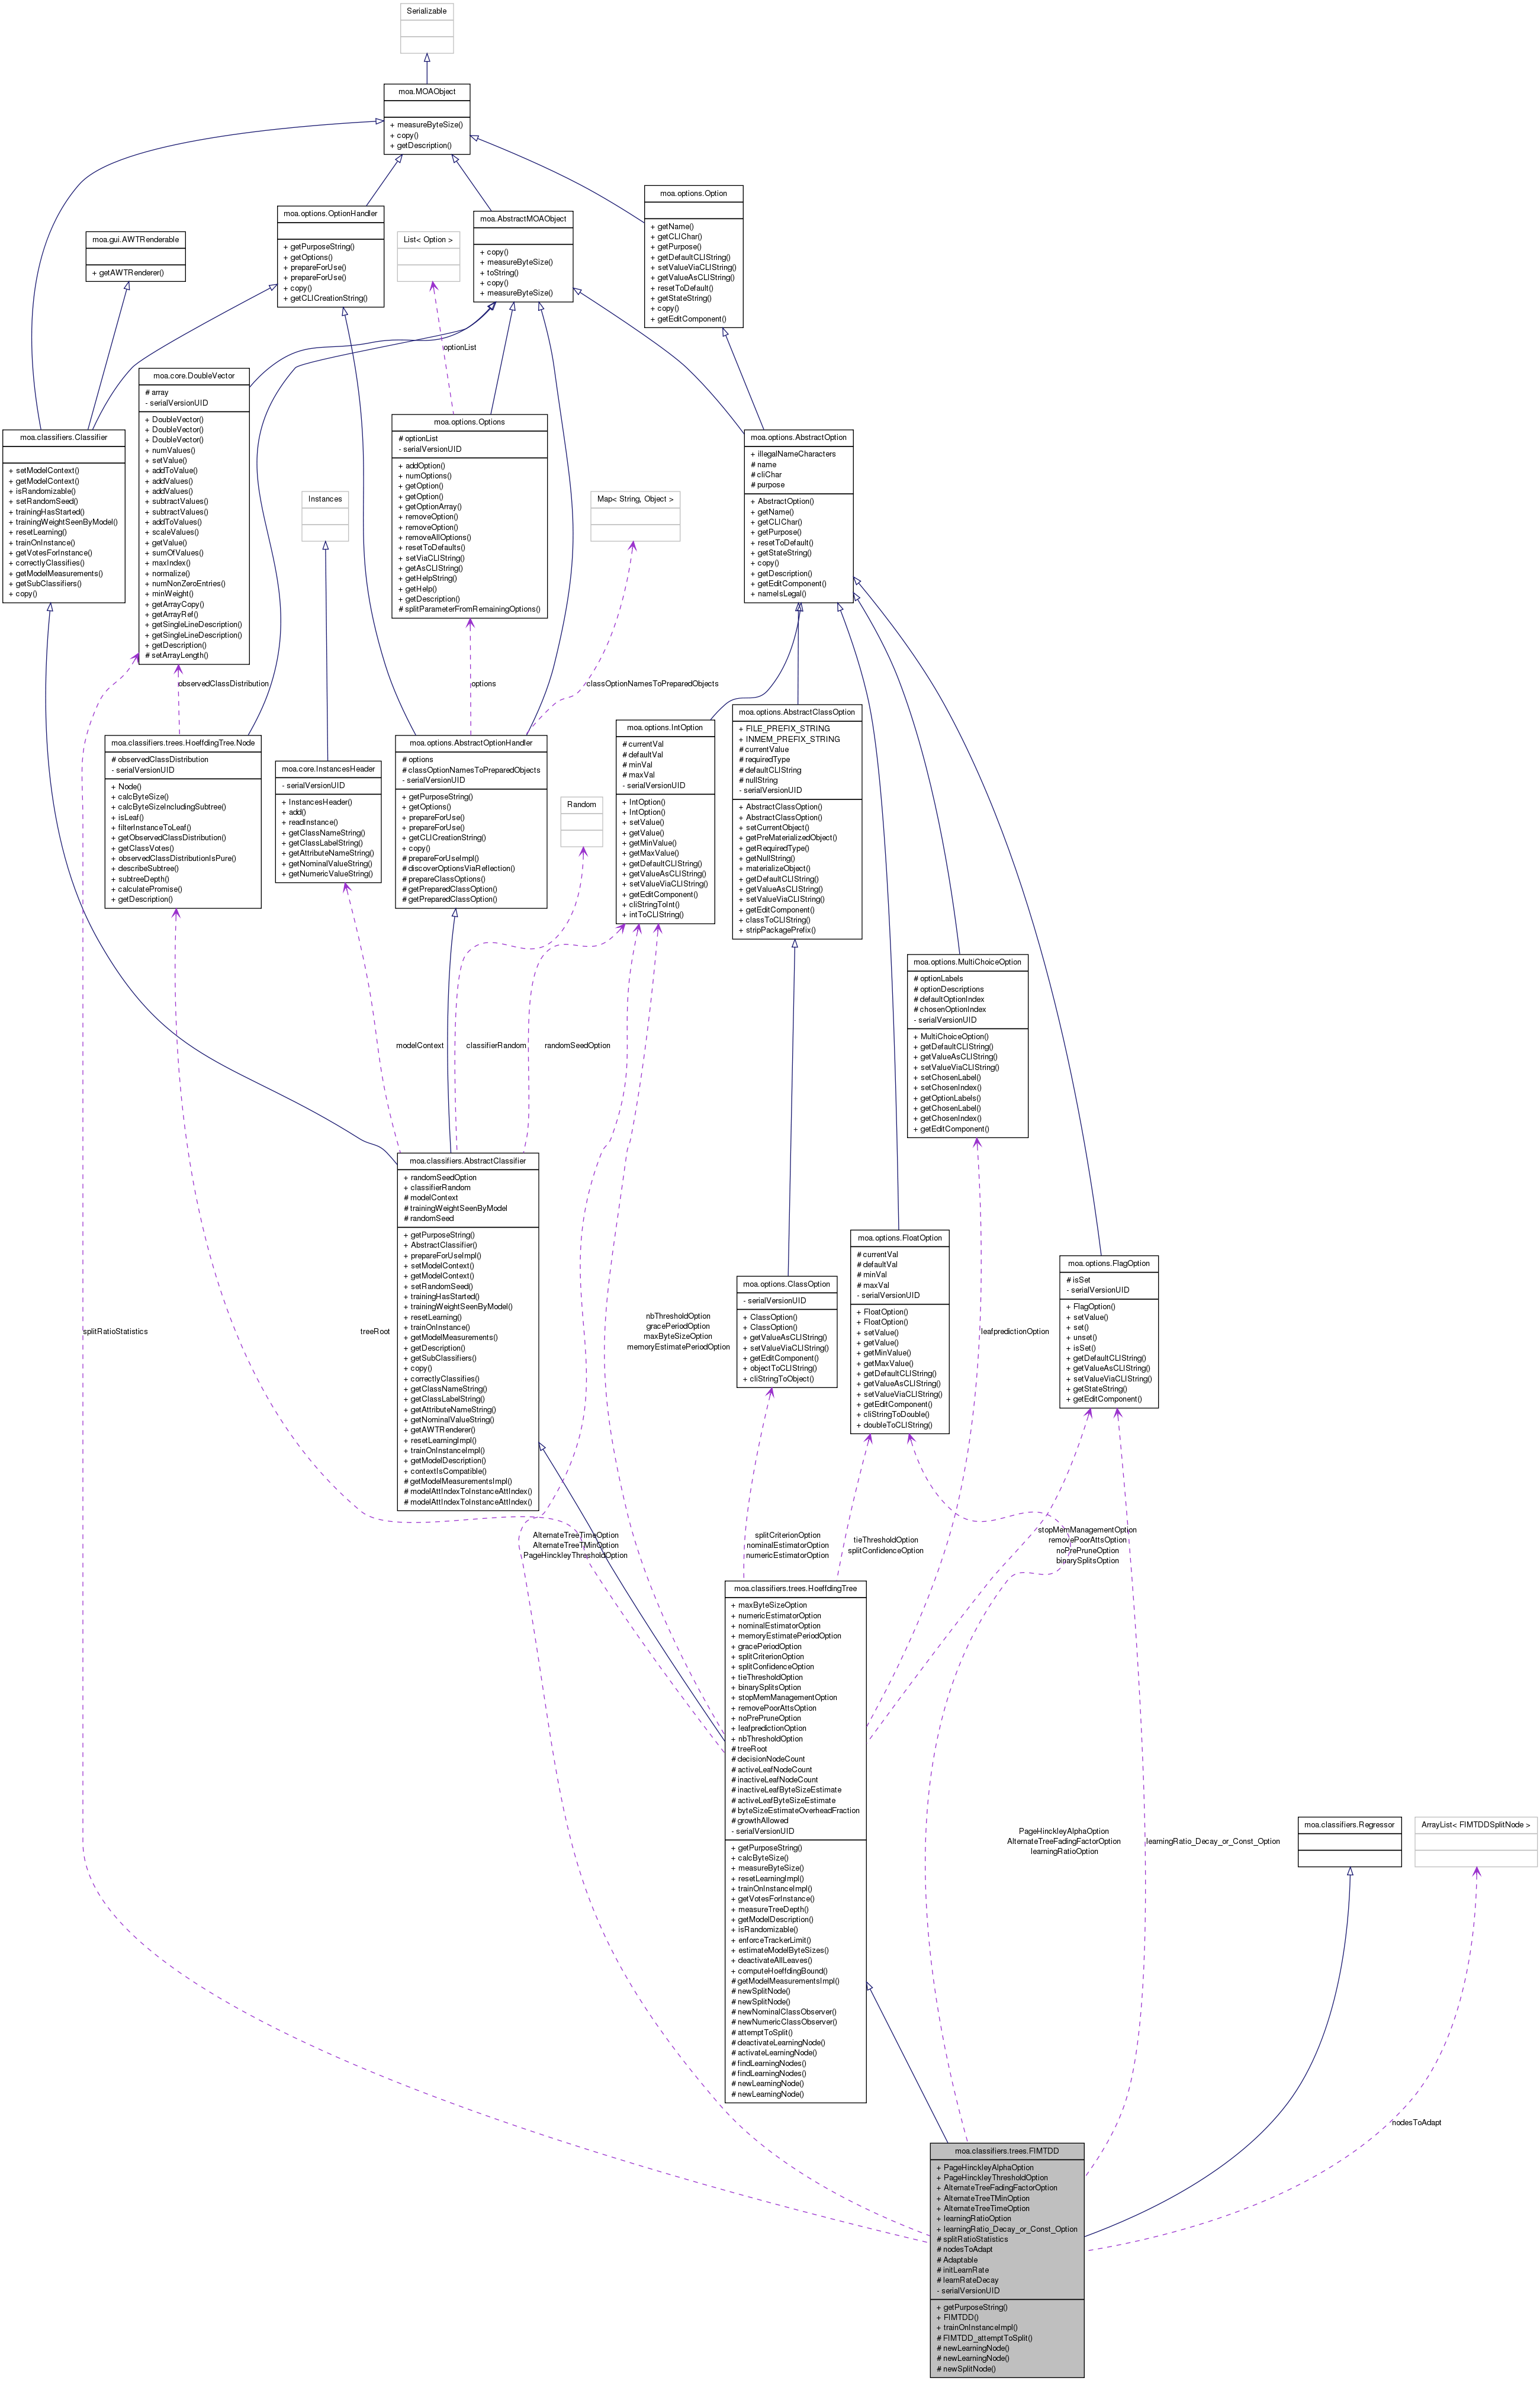 Serializable
moa.MOAObject
+ measureByteSize()
+ copy()
+ getDescription()
moa.options.Option
+ getName()
+ getCLIChar()
+ getPurpose()
+ getDefaultCLIString()
+ setValueViaCLIString()
+ getValueAsCLIString()
+ resetToDefault()
+ getStateString()
+ copy()
+ getEditComponent()
moa.options.OptionHandler
+ getPurposeString()
+ getOptions()
+ prepareForUse()
+ prepareForUse()
+ copy()
+ getCLICreationString()
moa.AbstractMOAObject
+ copy()
+ measureByteSize()
+ toString()
+ copy()
+ measureByteSize()
moa.gui.AWTRenderable
+ getAWTRenderer()
List< Option >
optionList
moa.core.DoubleVector
# array
- serialVersionUID
+ DoubleVector()
+ DoubleVector()
+ DoubleVector()
+ numValues()
+ setValue()
+ addToValue()
+ addValues()
+ addValues()
+ subtractValues()
+ subtractValues()
+ addToValues()
+ scaleValues()
+ getValue()
+ sumOfValues()
+ maxIndex()
+ normalize()
+ numNonZeroEntries()
+ minWeight()
+ getArrayCopy()
+ getArrayRef()
+ getSingleLineDescription()
+ getSingleLineDescription()
+ getDescription()
# setArrayLength()
moa.classifiers.Classifier
+ setModelContext()
+ getModelContext()
+ isRandomizable()
+ setRandomSeed()
+ trainingHasStarted()
+ trainingWeightSeenByModel()
+ resetLearning()
+ trainOnInstance()
+ getVotesForInstance()
+ correctlyClassifies()
+ getModelMeasurements()
+ getSubClassifiers()
+ copy()
moa.options.Options
# optionList
- serialVersionUID
+ addOption()
+ numOptions()
+ getOption()
+ getOption()
+ getOptionArray()
+ removeOption()
+ removeOption()
+ removeAllOptions()
+ resetToDefaults()
+ setViaCLIString()
+ getAsCLIString()
+ getHelpString()
+ getHelp()
+ getDescription()
# splitParameterFromRemainingOptions()
moa.options.AbstractOption
+ illegalNameCharacters
# name
# cliChar
# purpose
+ AbstractOption()
+ getName()
+ getCLIChar()
+ getPurpose()
+ resetToDefault()
+ getStateString()
+ copy()
+ getDescription()
+ getEditComponent()
+ nameIsLegal()
Instances
Map< String, Object >
observedClassDistribution
options
classOptionNamesToPreparedObjects
moa.classifiers.trees.HoeffdingTree.Node
# observedClassDistribution
- serialVersionUID
+ Node()
+ calcByteSize()
+ calcByteSizeIncludingSubtree()
+ isLeaf()
+ filterInstanceToLeaf()
+ getObservedClassDistribution()
+ getClassVotes()
+ observedClassDistributionIsPure()
+ describeSubtree()
+ subtreeDepth()
+ calculatePromise()
+ getDescription()
moa.core.InstancesHeader
- serialVersionUID
+ InstancesHeader()
+ add()
+ readInstance()
+ getClassNameString()
+ getClassLabelString()
+ getAttributeNameString()
+ getNominalValueString()
+ getNumericValueString()
moa.options.AbstractOptionHandler
# options
# classOptionNamesToPreparedObjects
- serialVersionUID
+ getPurposeString()
+ getOptions()
+ prepareForUse()
+ prepareForUse()
+ getCLICreationString()
+ copy()
# prepareForUseImpl()
# discoverOptionsViaReflection()
# prepareClassOptions()
# getPreparedClassOption()
# getPreparedClassOption()
Random
moa.options.IntOption
# currentVal
# defaultVal
# minVal
# maxVal
- serialVersionUID
+ IntOption()
+ IntOption()
+ setValue()
+ getValue()
+ getMinValue()
+ getMaxValue()
+ getDefaultCLIString()
+ getValueAsCLIString()
+ setValueViaCLIString()
+ getEditComponent()
+ cliStringToInt()
+ intToCLIString()
moa.options.AbstractClassOption
+ FILE_PREFIX_STRING
+ INMEM_PREFIX_STRING
# currentValue
# requiredType
# defaultCLIString
# nullString
- serialVersionUID
+ AbstractClassOption()
+ AbstractClassOption()
+ setCurrentObject()
+ getPreMaterializedObject()
+ getRequiredType()
+ getNullString()
+ materializeObject()
+ getDefaultCLIString()
+ getValueAsCLIString()
+ setValueViaCLIString()
+ getEditComponent()
+ classToCLIString()
+ stripPackagePrefix()
moa.options.MultiChoiceOption
# optionLabels
# optionDescriptions
# defaultOptionIndex
# chosenOptionIndex
- serialVersionUID
+ MultiChoiceOption()
+ getDefaultCLIString()
+ getValueAsCLIString()
+ setValueViaCLIString()
+ setChosenLabel()
+ setChosenIndex()
+ getOptionLabels()
+ getChosenLabel()
+ getChosenIndex()
+ getEditComponent()
modelContext
classifierRandom
randomSeedOption
moa.classifiers.AbstractClassifier
+ randomSeedOption
+ classifierRandom
# modelContext
# trainingWeightSeenByModel
# randomSeed
+ getPurposeString()
+ AbstractClassifier()
+ prepareForUseImpl()
+ setModelContext()
+ getModelContext()
+ setRandomSeed()
+ trainingHasStarted()
+ trainingWeightSeenByModel()
+ resetLearning()
+ trainOnInstance()
+ getModelMeasurements()
+ getDescription()
+ getSubClassifiers()
+ copy()
+ correctlyClassifies()
+ getClassNameString()
+ getClassLabelString()
+ getAttributeNameString()
+ getNominalValueString()
+ getAWTRenderer()
+ resetLearningImpl()
+ trainOnInstanceImpl()
+ getModelDescription()
+ contextIsCompatible()
# getModelMeasurementsImpl()
# modelAttIndexToInstanceAttIndex()
# modelAttIndexToInstanceAttIndex()
moa.options.FloatOption
# currentVal
# defaultVal
# minVal
# maxVal
- serialVersionUID
+ FloatOption()
+ FloatOption()
+ setValue()
+ getValue()
+ getMinValue()
+ getMaxValue()
+ getDefaultCLIString()
+ getValueAsCLIString()
+ setValueViaCLIString()
+ getEditComponent()
+ cliStringToDouble()
+ doubleToCLIString()
moa.options.FlagOption
# isSet
- serialVersionUID
+ FlagOption()
+ setValue()
+ set()
+ unset()
+ isSet()
+ getDefaultCLIString()
+ getValueAsCLIString()
+ setValueViaCLIString()
+ getStateString()
+ getEditComponent()
moa.options.ClassOption
- serialVersionUID
+ ClassOption()
+ ClassOption()
+ getValueAsCLIString()
+ setValueViaCLIString()
+ getEditComponent()
+ objectToCLIString()
+ cliStringToObject()
splitRatioStatistics
treeRoot
nbThresholdOption
gracePeriodOption
maxByteSizeOption
memoryEstimatePeriodOption
leafpredictionOption
AlternateTreeTimeOption
AlternateTreeTMinOption
PageHinckleyThresholdOption
splitCriterionOption
nominalEstimatorOption
numericEstimatorOption
tieThresholdOption
splitConfidenceOption
stopMemManagementOption
removePoorAttsOption
noPrePruneOption
binarySplitsOption
moa.classifiers.trees.HoeffdingTree
+ maxByteSizeOption
+ numericEstimatorOption
+ nominalEstimatorOption
+ memoryEstimatePeriodOption
+ gracePeriodOption
+ splitCriterionOption
+ splitConfidenceOption
+ tieThresholdOption
+ binarySplitsOption
+ stopMemManagementOption
+ removePoorAttsOption
+ noPrePruneOption
+ leafpredictionOption
+ nbThresholdOption
# treeRoot
# decisionNodeCount
# activeLeafNodeCount
# inactiveLeafNodeCount
# inactiveLeafByteSizeEstimate
# activeLeafByteSizeEstimate
# byteSizeEstimateOverheadFraction
# growthAllowed
- serialVersionUID
+ getPurposeString()
+ calcByteSize()
+ measureByteSize()
+ resetLearningImpl()
+ trainOnInstanceImpl()
+ getVotesForInstance()
+ measureTreeDepth()
+ getModelDescription()
+ isRandomizable()
+ enforceTrackerLimit()
+ estimateModelByteSizes()
+ deactivateAllLeaves()
+ computeHoeffdingBound()
# getModelMeasurementsImpl()
# newSplitNode()
# newSplitNode()
# newNominalClassObserver()
# newNumericClassObserver()
# attemptToSplit()
# deactivateLearningNode()
# activateLearningNode()
# findLearningNodes()
# findLearningNodes()
# newLearningNode()
# newLearningNode()
PageHinckleyAlphaOption
AlternateTreeFadingFactorOption
learningRatioOption
learningRatio_Decay_or_Const_Option
moa.classifiers.Regressor
ArrayList< FIMTDDSplitNode >
nodesToAdapt
moa.classifiers.trees.FIMTDD
+ PageHinckleyAlphaOption
+ PageHinckleyThresholdOption
+ AlternateTreeFadingFactorOption
+ AlternateTreeTMinOption
+ AlternateTreeTimeOption
+ learningRatioOption
+ learningRatio_Decay_or_Const_Option
# splitRatioStatistics
# nodesToAdapt
# Adaptable
# initLearnRate
# learnRateDecay
- serialVersionUID
+ getPurposeString()
+ FIMTDD()
+ trainOnInstanceImpl()
# FIMTDD_attemptToSplit()
# newLearningNode()
# newLearningNode()
# newSplitNode()